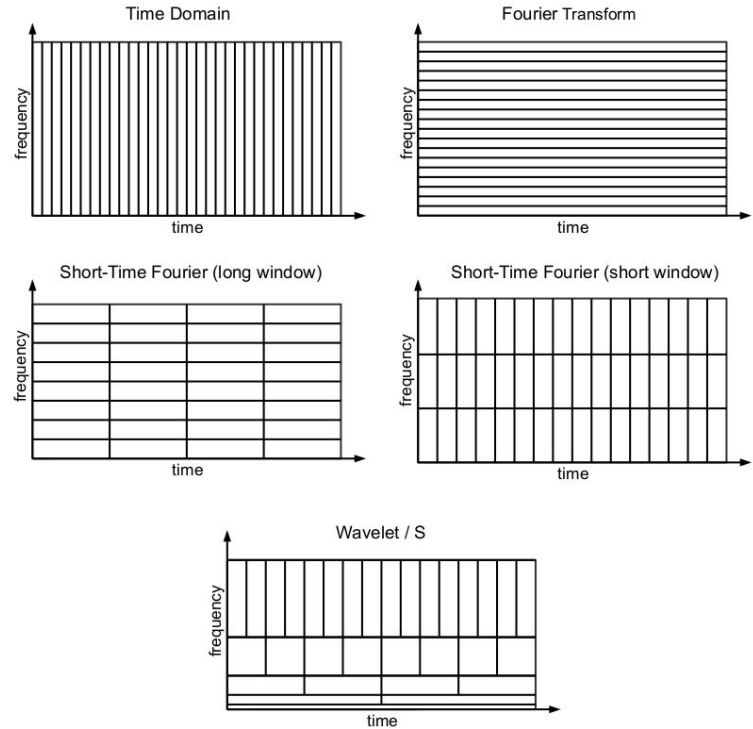 Time Domain
frequency
time
Fourier Transform
frequency
time
Short-Time Fourier (long window)
frequency
time
Short-Time Fourier (short window)
frequency
time
Wavelet / S
frequency
time